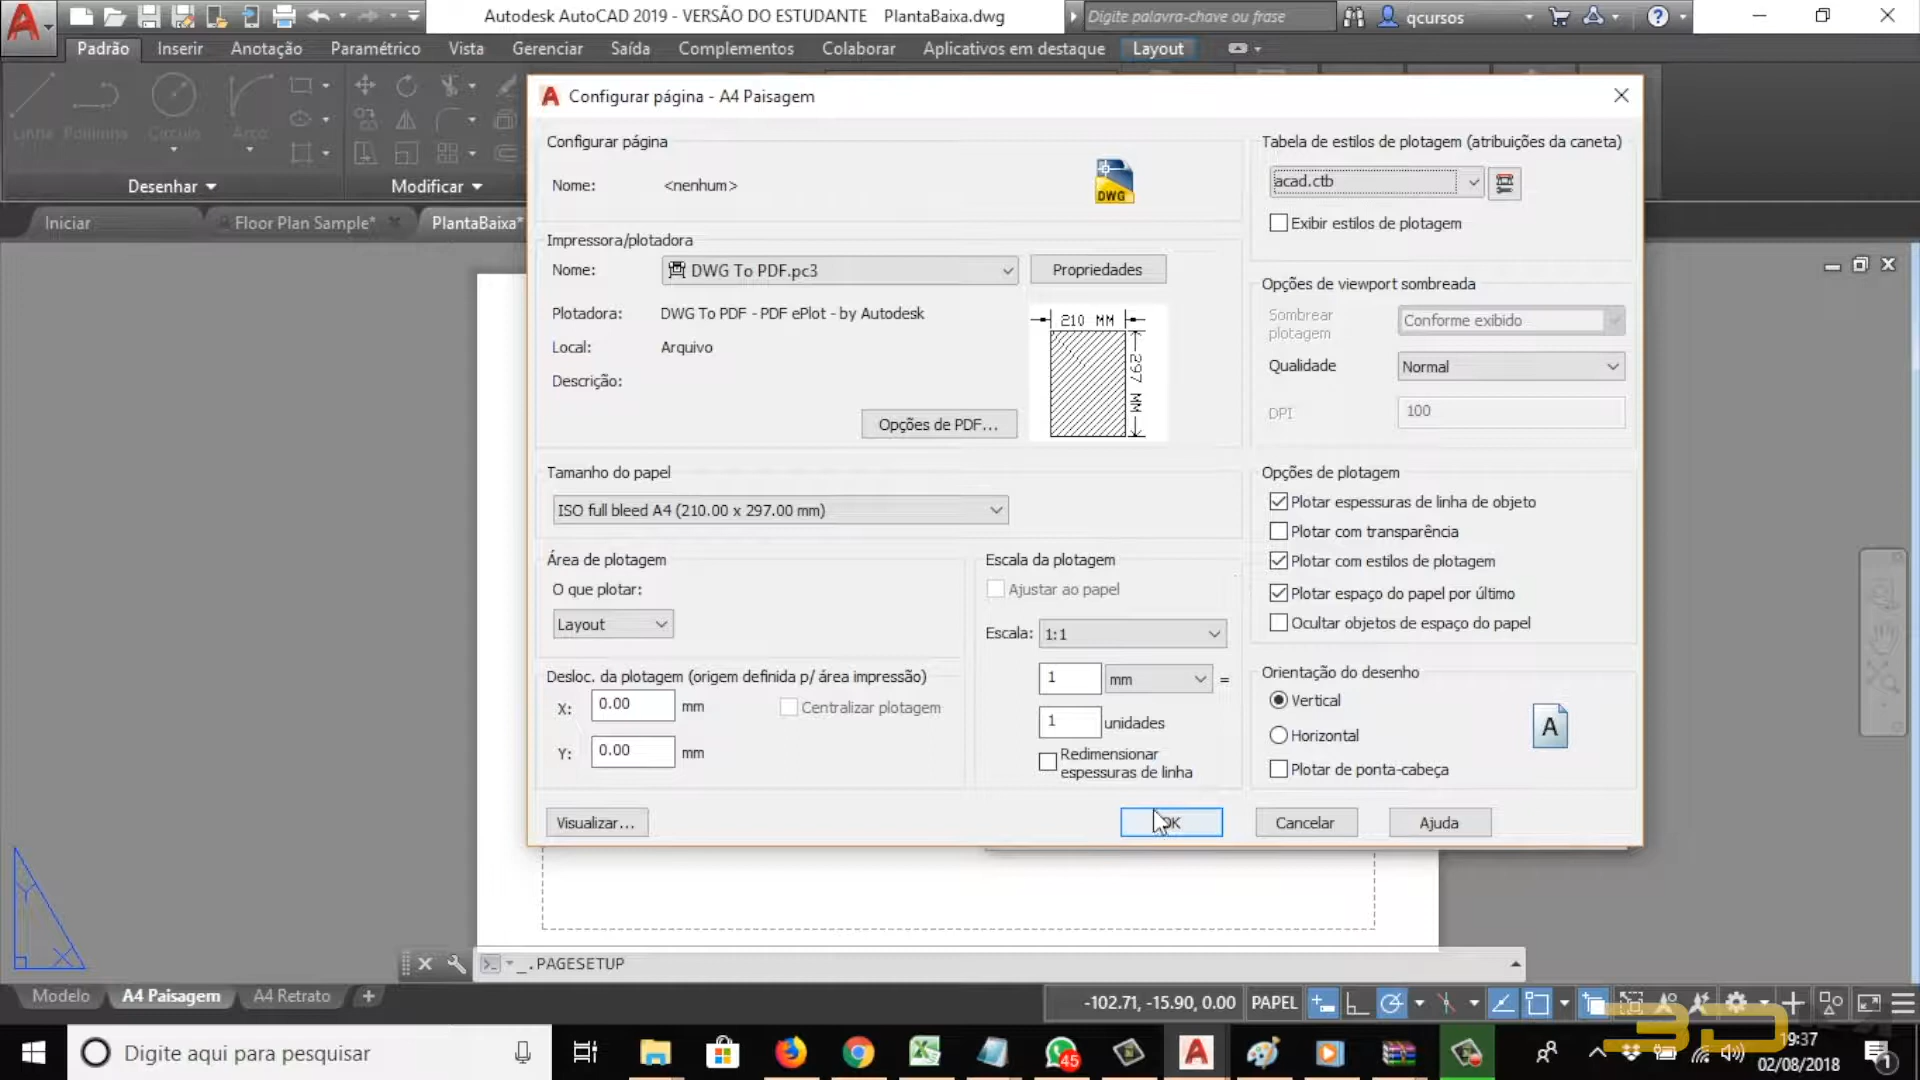 Autodesk AutoCAD 2019 - VERSÃO DO ESTUDANTE PlantaBaixa.dwg
Digite palavra-chave ou frase
qcursos
Padrão Inserir Anotação Paramétrico Vista Gerenciar Saída Complementos Colaborar Aplicativos em destaque Layout
Linha Polilinha Círculo Arco
Desenhar Modificar
Iniciar Floor Plan Sample* PlantaBaixa*
Configurar página - A4 Paisagem
Configurar página
Nome: <nenhum>
DWG
Impressora/plotadora
Nome: DWG To PDF.pc3 Propriedades
Plotadora: DWG To PDF - PDF ePlot - by Autodesk
Local: Arquivo
Descrição:
210 MM
297 MM
Opções de PDF...
Tamanho do papel
ISO full bleed A4 (210.00 x 297.00 mm)
Área de plotagem
O que plotar:
Layout
Desloc. da plotagem (origem definida p/ área impressão)
X: 0.00 mm Centralizar plotagem
Y: 0.00 mm
Escala da plotagem
Ajustar ao papel
Escala: 1:1
1 mm =
1 unidades
Redimensionar
espessuras de linha
Tabela de estilos de plotagem (atribuições da caneta)
acad.ctb
Exibir estilos de plotagem
Opções de viewport sombreada
Sombrear
plotagem
Conforme exibido
Qualidade Normal
DPI 100
Opções de plotagem
Plotar espessuras de linha de objeto
Plotar com transparência
Plotar com estilos de plotagem
Plotar espaço do papel por último
Ocultar objetos de espaço do papel
Orientação do desenho
Vertical
Horizontal
Plotar de ponta-cabeça
A
Visualizar... OK Cancelar Ajuda
_.PAGESETUP
Modelo A4 Paisagem A4 Retrato +
-102.71, -15.90, 0.00 PAPEL
3D
Digite aqui para pesquisar
45
19:37
02/08/2018
1